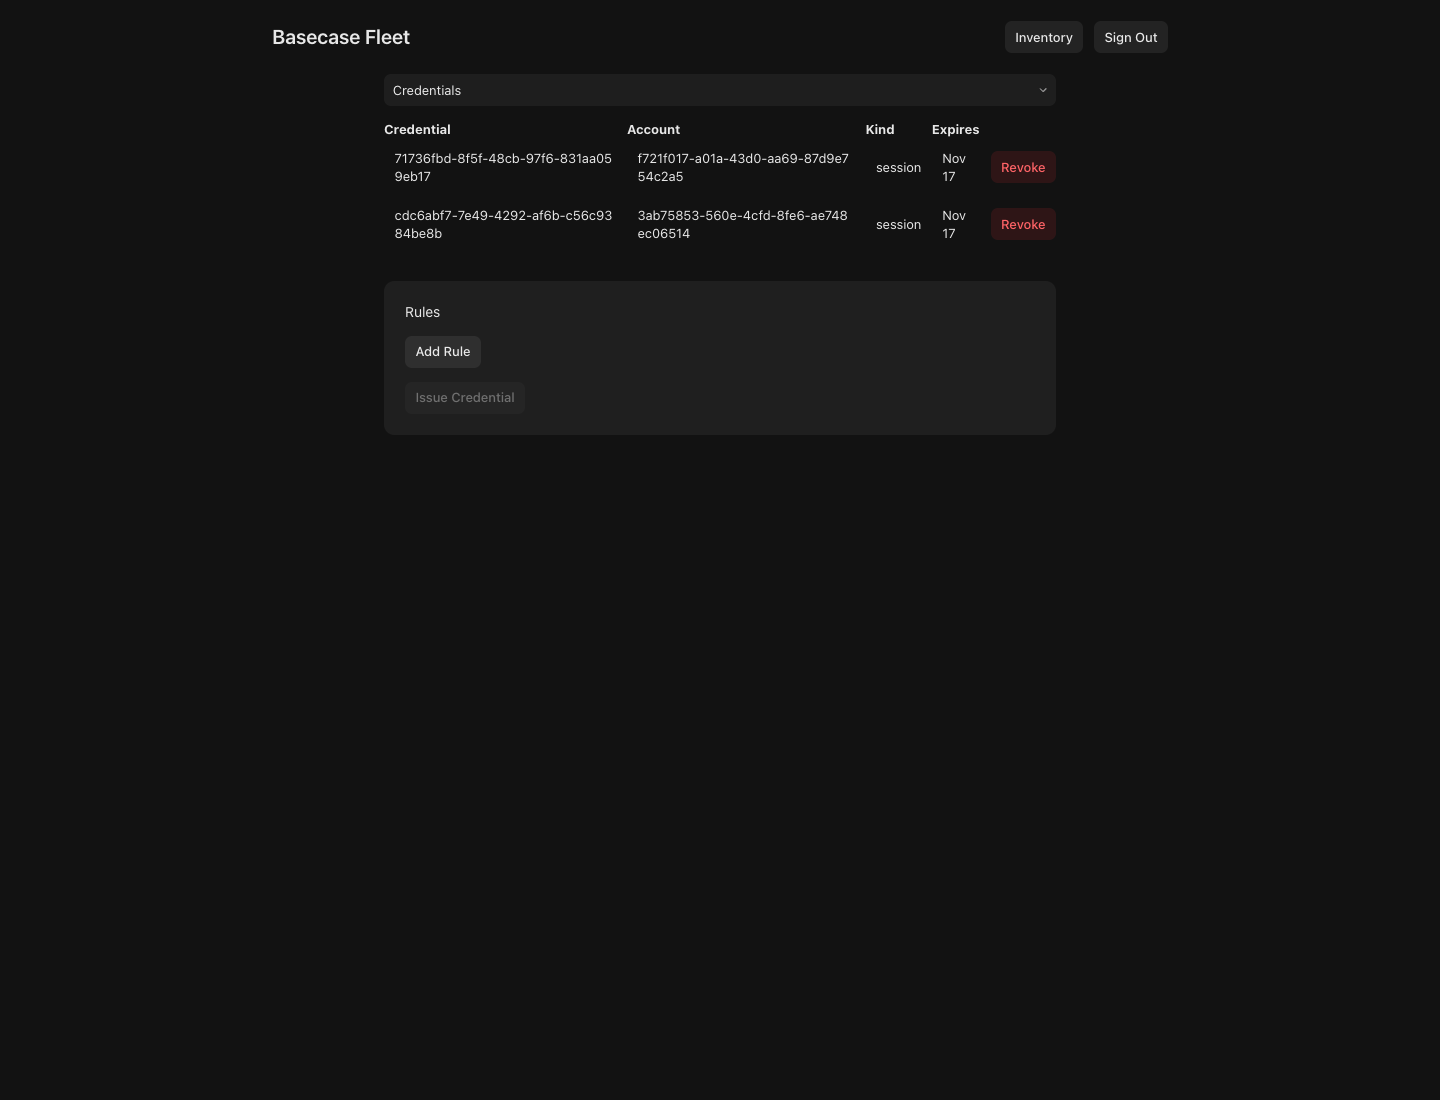 Basecase Fleet
Inventory
Sign Out
Credentials
Credential Account Kind Expires
71736fbd-8f5f-48cb-97f6-831aa05
9eb17
f721f017-a01a-43d0-aa69-87d9e7
54c2a5
session
Nov
17
Revoke
cdc6abf7-7e49-4292-af6b-c56c93
84be8b
3ab75853-560e-4cfd-8fe6-ae748
ec06514
session
Nov
17
Revoke
Rules
Add Rule
Issue Credential